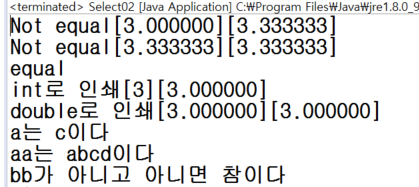 <terminated> Select02 [Java Application] C:₩Program Files₩Java₩jre1.8.0_9
Not equal[3.000000][3.333333]
Not equal[3.333333][3.333333]
equal
int로 인쇄[3][3.000000]
double로 인쇄[3.000000][3.000000]
a는 c이다
aa는 abcd이다
bb가 아니고 아니면 참이다